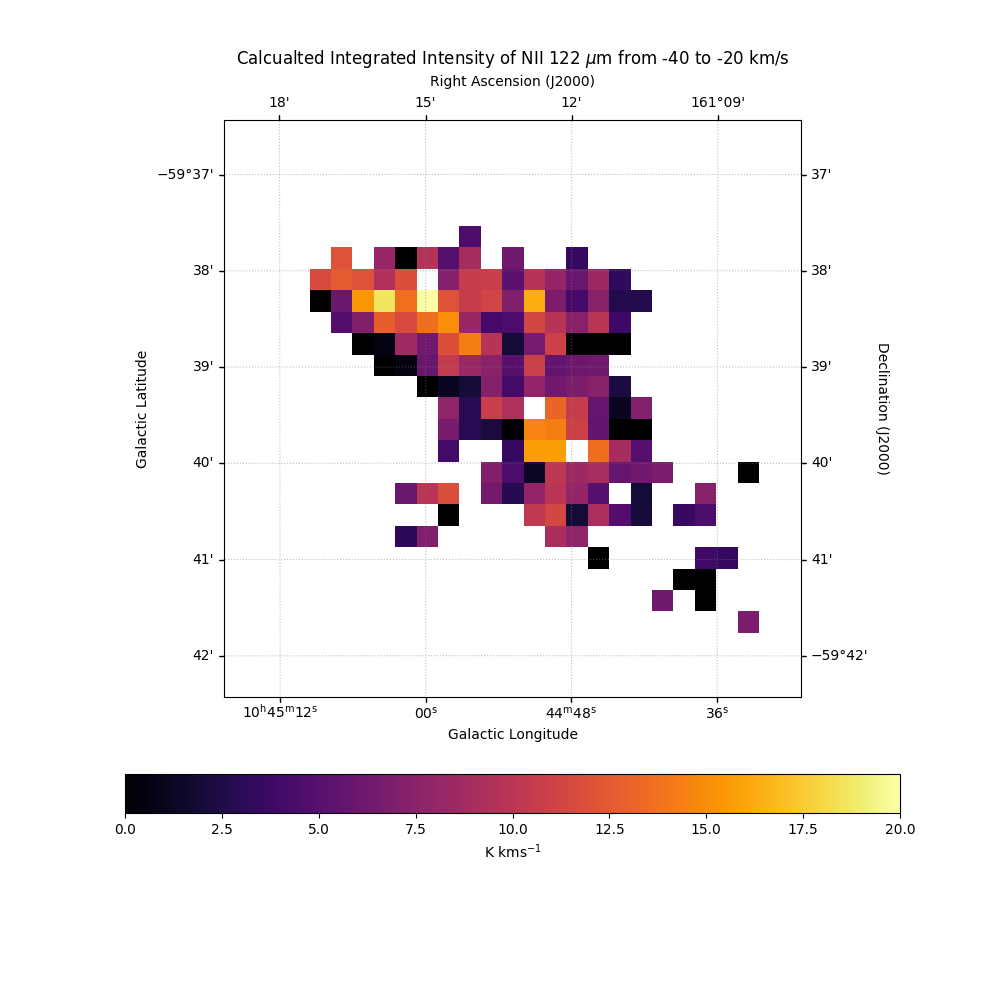 Calcualted Integrated Intensity of NII 122 μm from -40 to -20 km/s
Right Ascension (J2000)
18' 15' 12' 161°09'
−59°37' 37'
38' 38'
39' 39'
40' 40'
41' 41'
42' −59°42'
Galactic Latitude
Declination (J2000)
10ʰ45ᵐ12ˢ 00ˢ 44ᵐ48ˢ 36ˢ
Galactic Longitude
0.0 2.5 5.0 7.5 10.0 12.5 15.0 17.5 20.0
K kms⁻¹